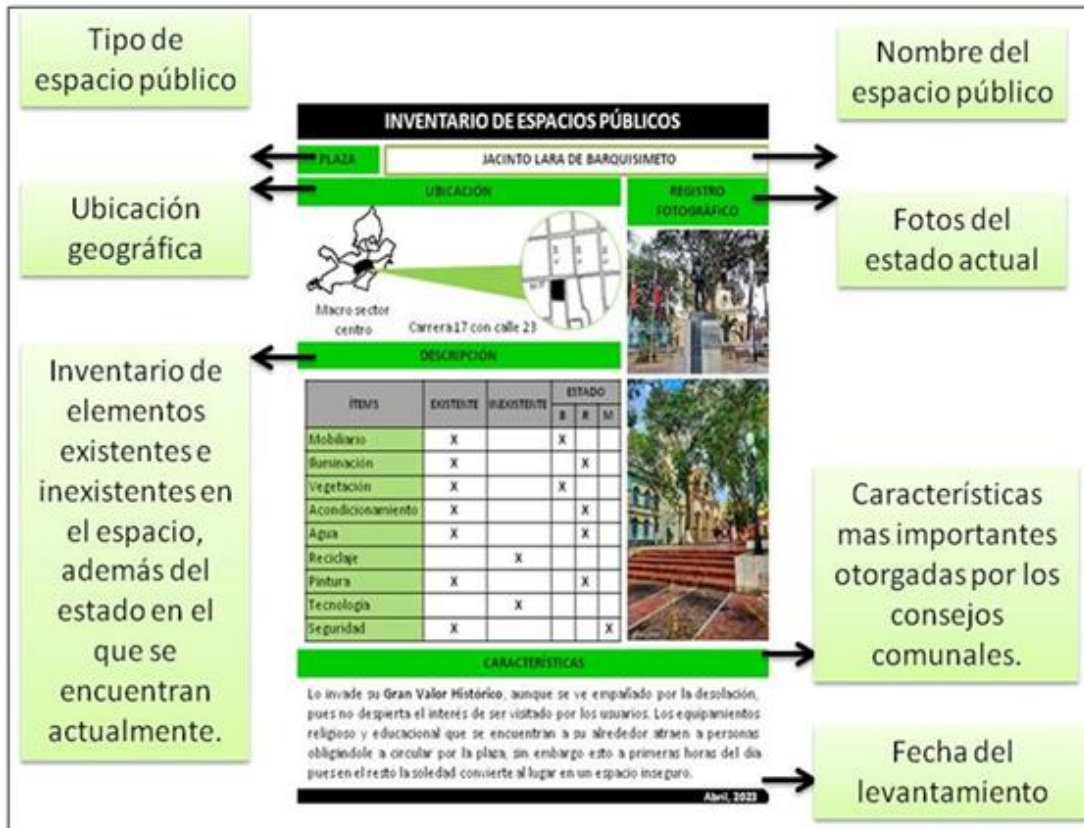 Tipo de
espacio público
Nombre del
espacio público
INVENTARIO DE ESPACIOS PÚBLICOS
PLAZA
JACINTO LARA DE BARQUISIMETO
Ubicación
geográfica
UBICACIÓN
REGISTRO
FOTOGRÁFICO
Fotos del
estado actual
Macro sector
centro
Carrera 17 con calle 23
DESCRIPCIÓN
Inventario de
elementos
existentes e
inexistentes en
el espacio,
además del
estado en el
que se
encuentran
actualmente.
ÍTEMS EXISTENTE INEXISTENTE ESTADO
B R M
Mobiliario X X
Iluminación X X
Vegetación X X
Acondicionamiento X X
Agua X X
Reciclaje X
Pintura X X
Tecnología X
Seguridad X X
Características
mas importantes
otorgadas por los
consejos
comunales.
CARACTERÍSTICAS
Lo invade su Gran Valor Histórico, aunque se ve empañado por la desolación,
pues no despierta el interés de ser visitado por los usuarios. Los equipamientos
religioso y educacional que se encuentran a su alrededor atraen a personas
obligándole a circular por la plaza, sin embargo esto a primeras horas del día
pues en el resto la soledad convierte al lugar en un espacio inseguro.
Abril, 2023
Fecha del
levantamiento